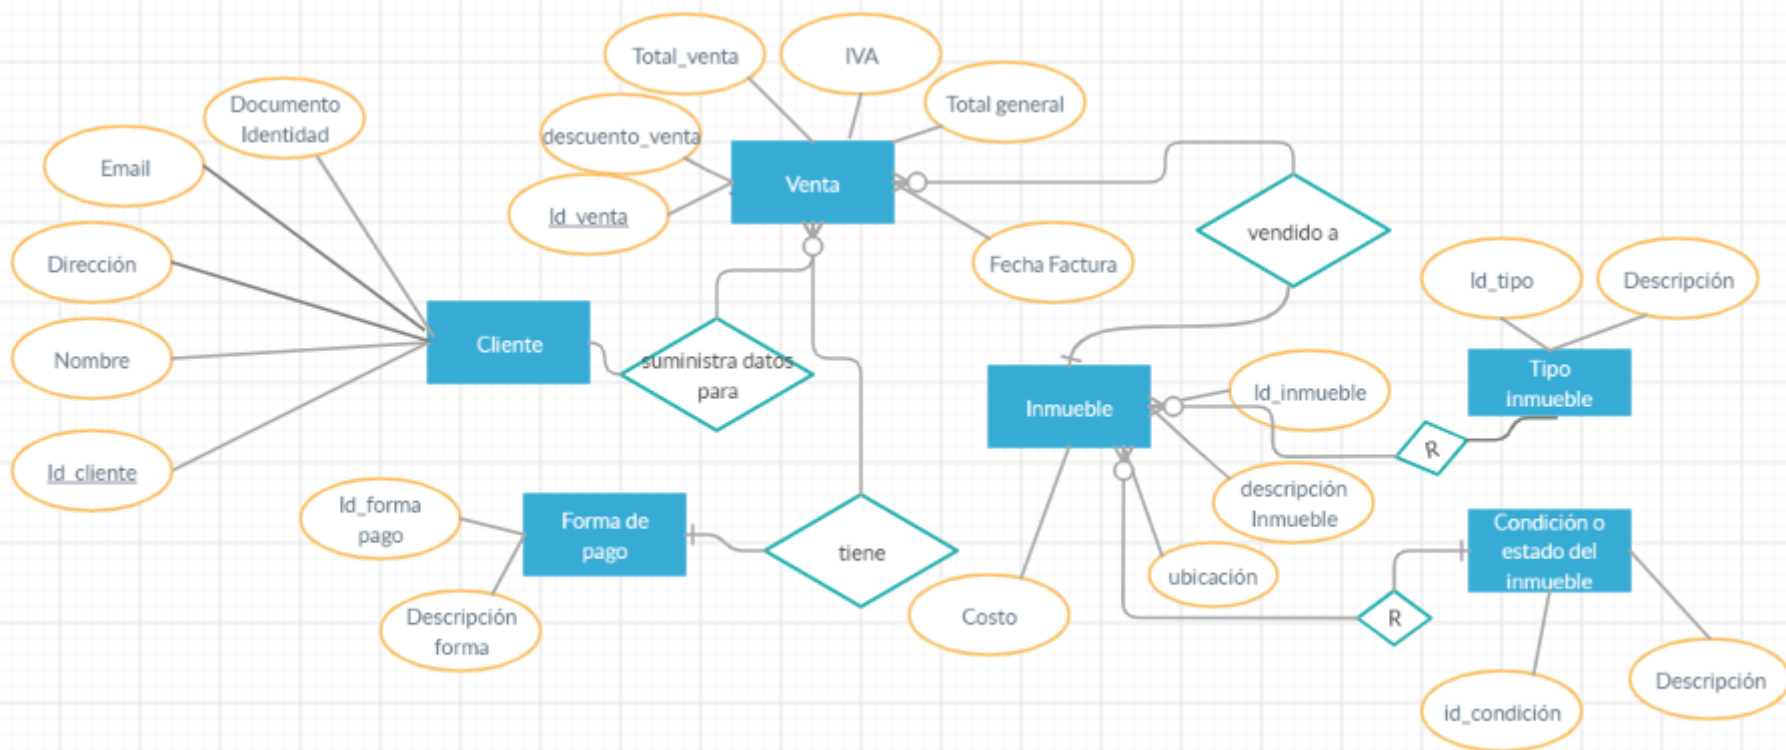 Total_venta
IVA
Total general
Documento
Identidad
descuento_venta
Email
Venta
Id_venta
vendido a
Dirección
Fecha Factura
Id_tipo
Descripción
Cliente
Nombre
suministra datos
para
Tipo
inmueble
Id_inmueble
Inmueble
R
Id_cliente
descripción
Inmueble
Id_forma
pago
Forma de
pago
tiene
Condición o
estado del
inmueble
ubicación
Costo
R
Descripción
forma
Descripción
id_condición